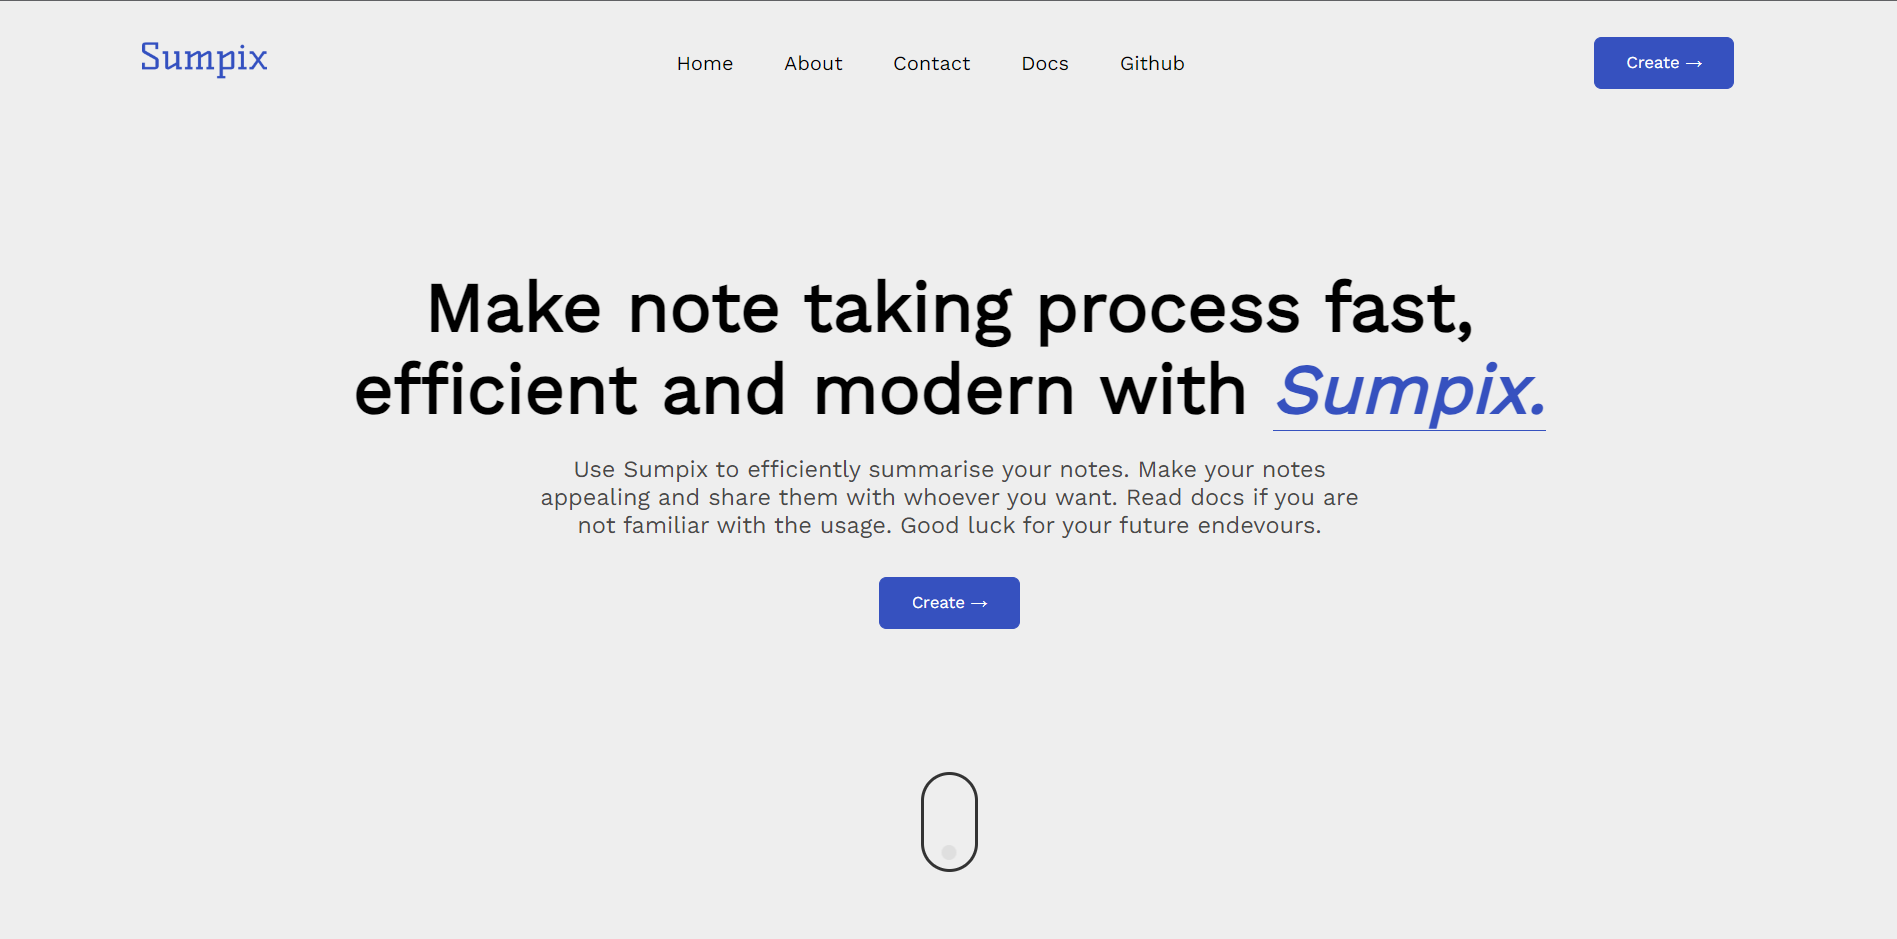 Sumpix
Home
About
Contact
Docs
Github
Create →
Make note taking process fast,
efficient and modern with Sumpix.
Use Sumpix to efficiently summarise your notes. Make your notes
appealing and share them with whoever you want. Read docs if you are
not familiar with the usage. Good luck for your future endevours.
Create →